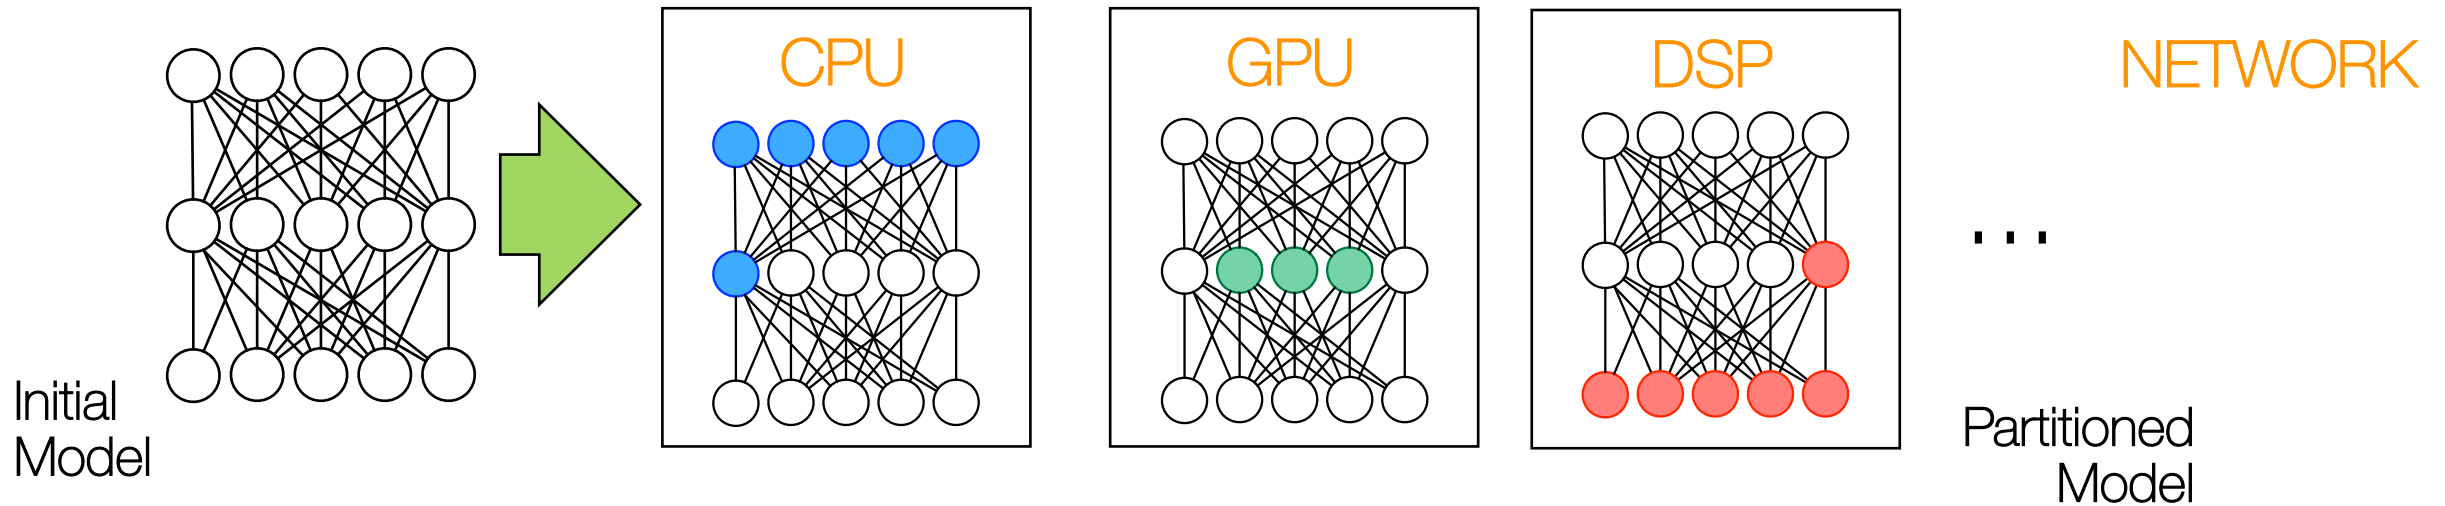 Initial
Model
CPU
GPU
DSP
...
NETWORK
Partitioned
Model